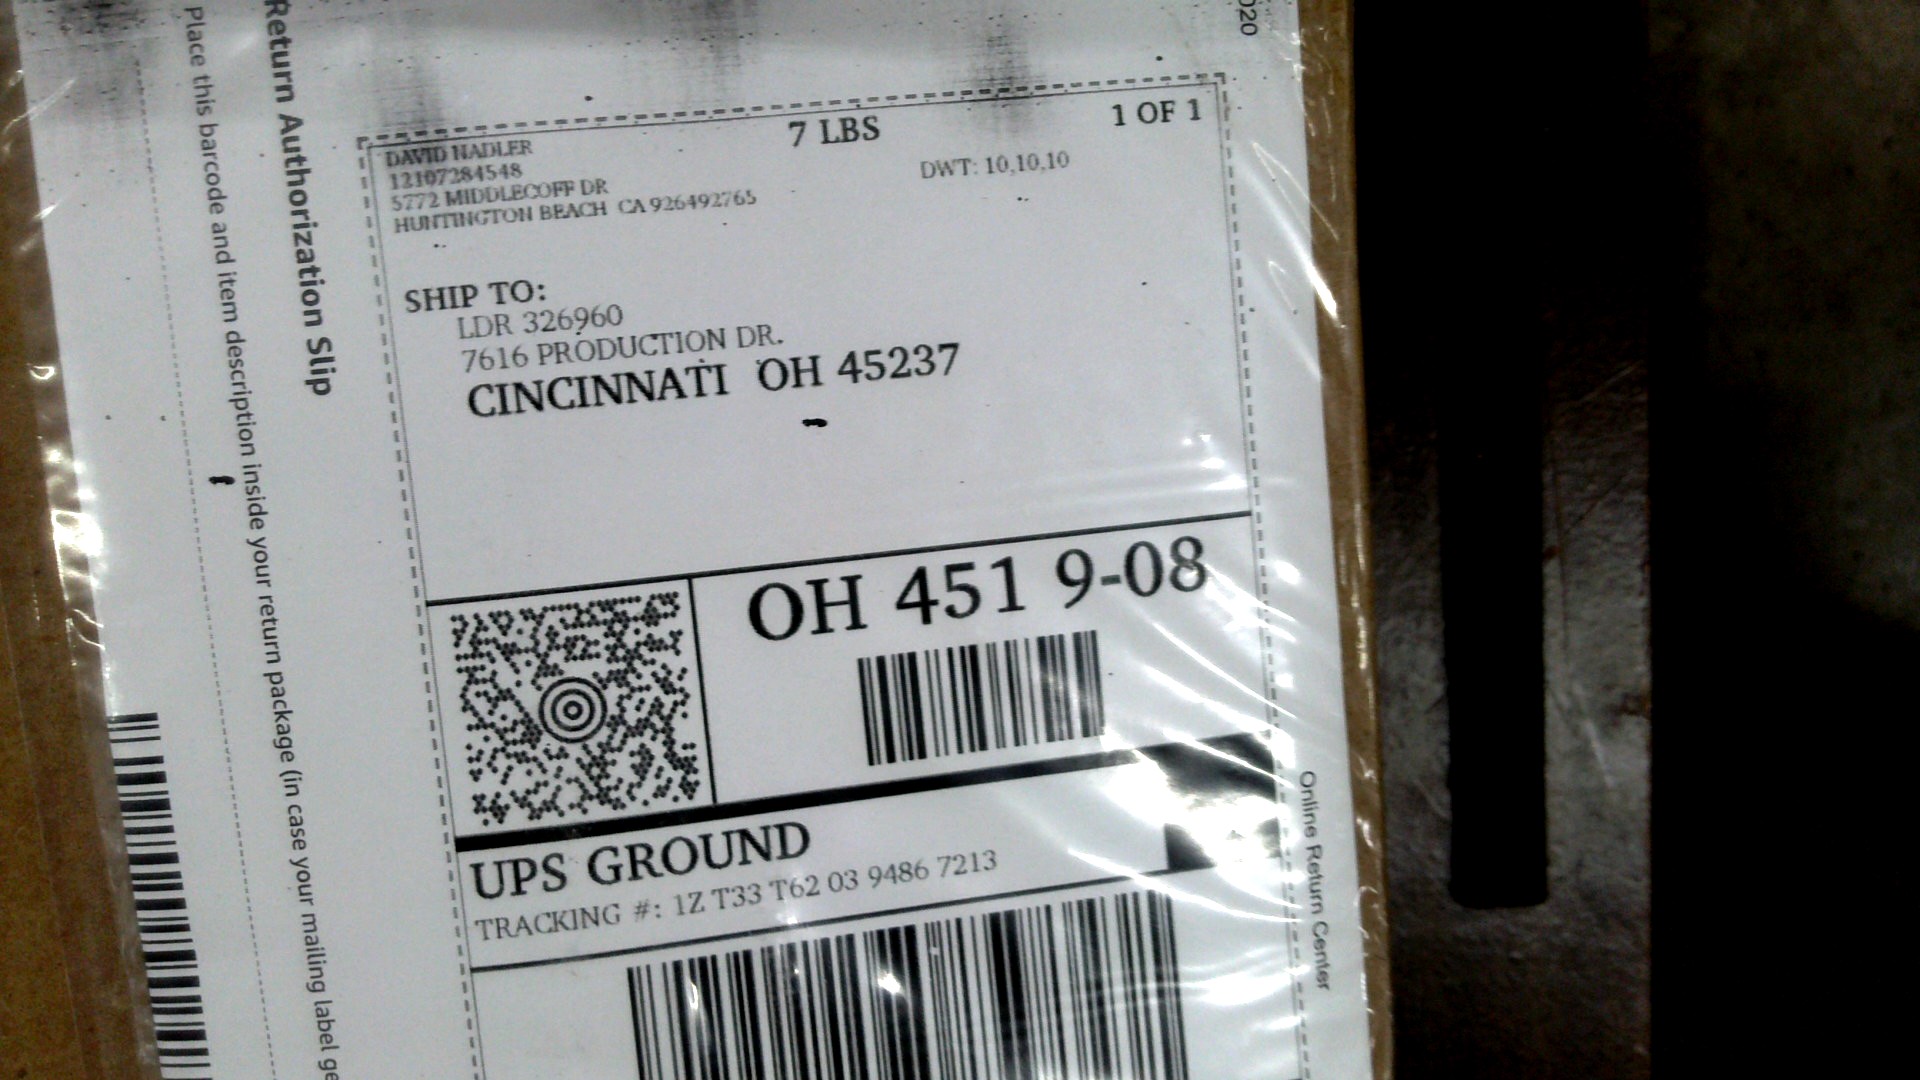 020
7 LBS
1 OF 1
DAVID NADLER
12107284548
5772 MIDDLECOFF DR
HUNTINGTON BEACH CA 926492765
DWT: 10,10,10
SHIP TO:
LDR 326960
7616 PRODUCTION DR.
CINCINNATI OH 45237
OH 451 9-08
UPS GROUND
TRACKING #: 1Z T33 T62 03 9486 7213
Return Authorization Slip
Place this barcode and item description inside your return package (in case your mailing label ge
Online Return Center